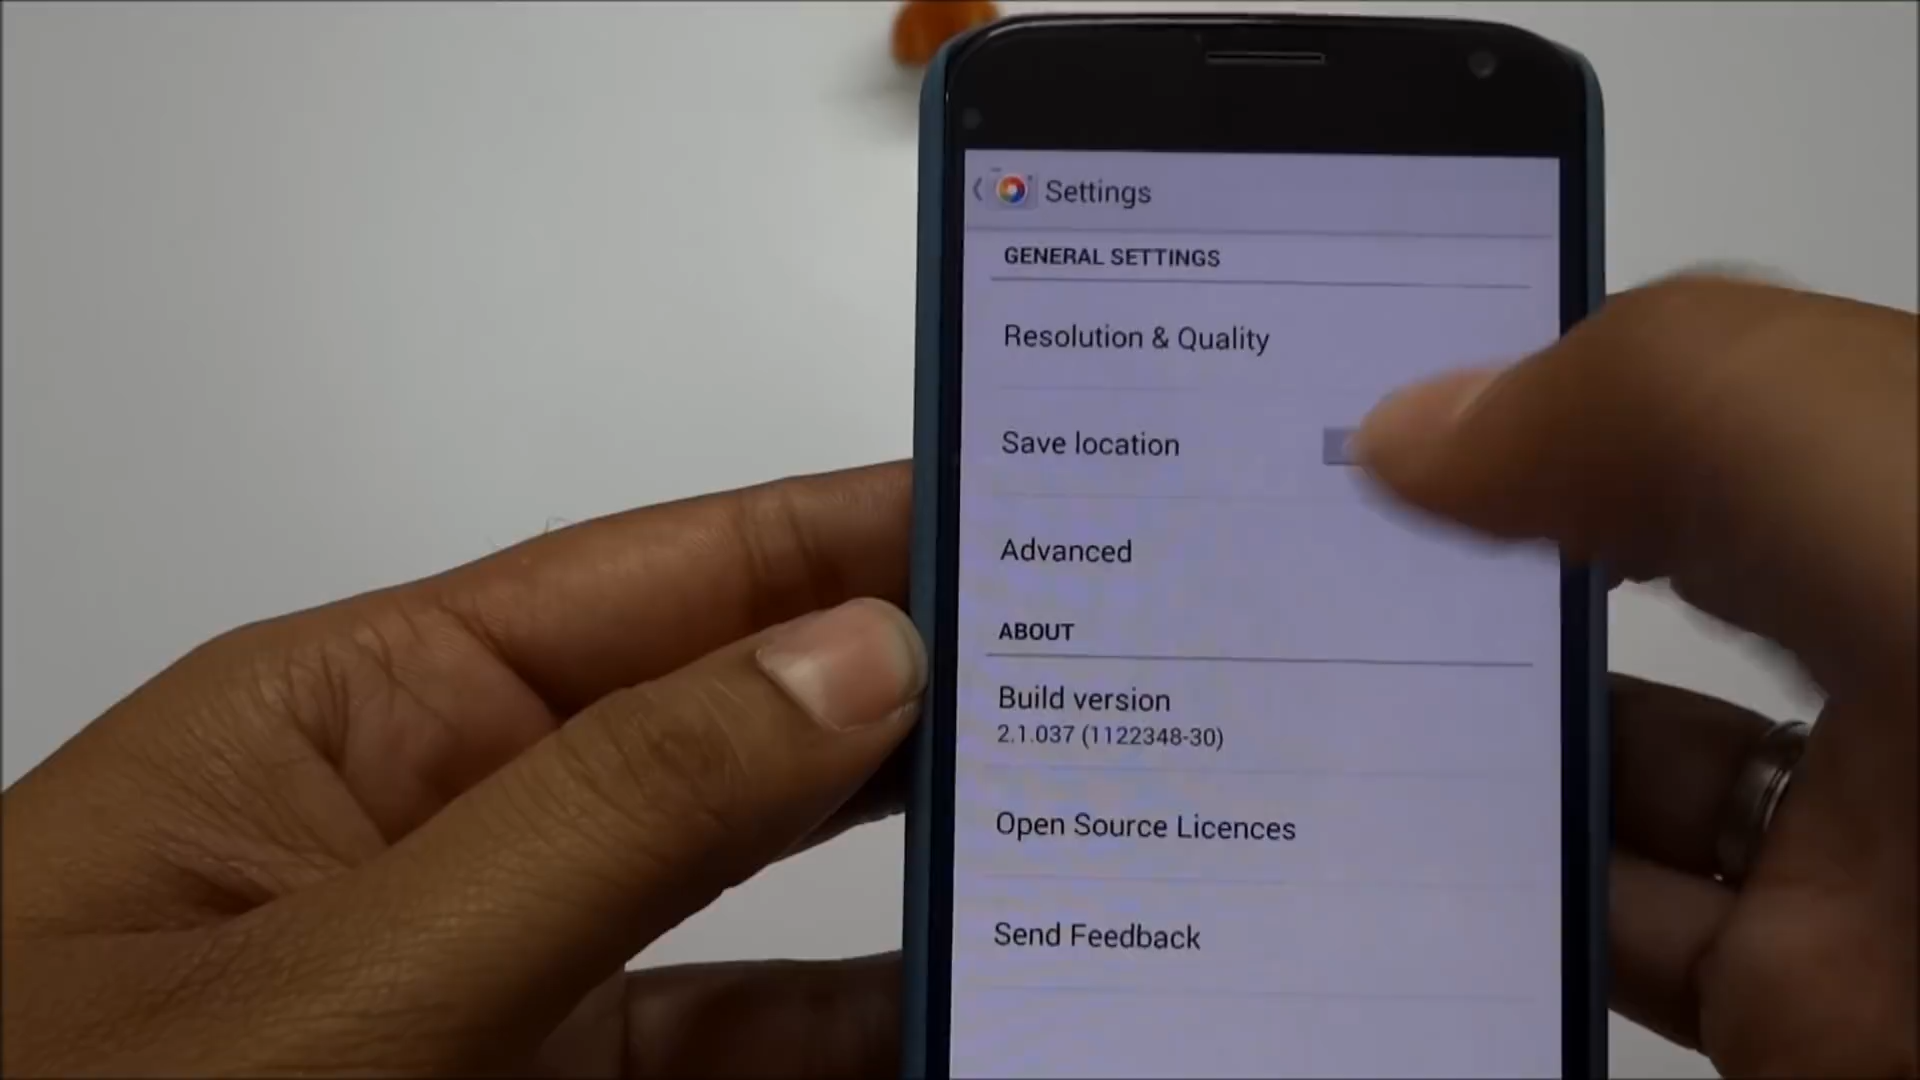 Settings
GENERAL SETTINGS
Resolution & Quality
Save location
Advanced
ABOUT
Build version
2.1.037 (1122348-30)
Open Source Licences
Send Feedback